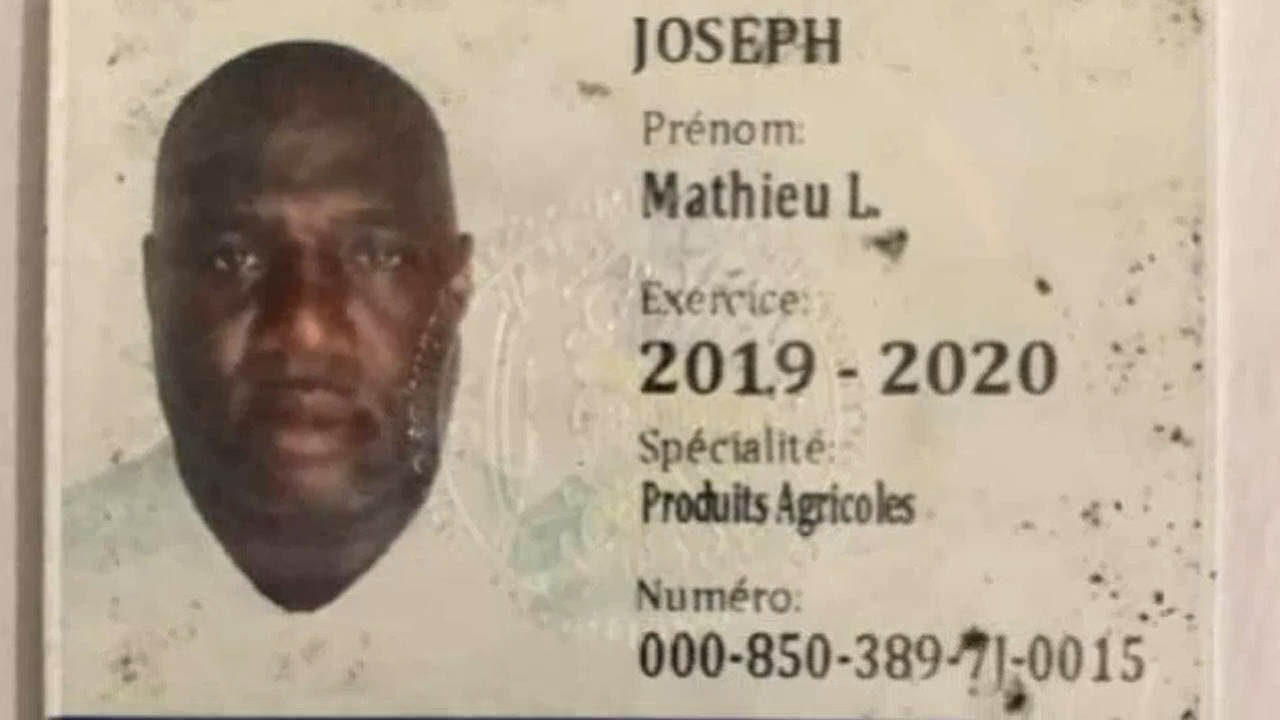 JOSEPH
Prénom:
Mathieu L.
Exercice:
2019 - 2020
Spécialité:
Produits Agricoles
Numéro:
000-850-389-7J-0015